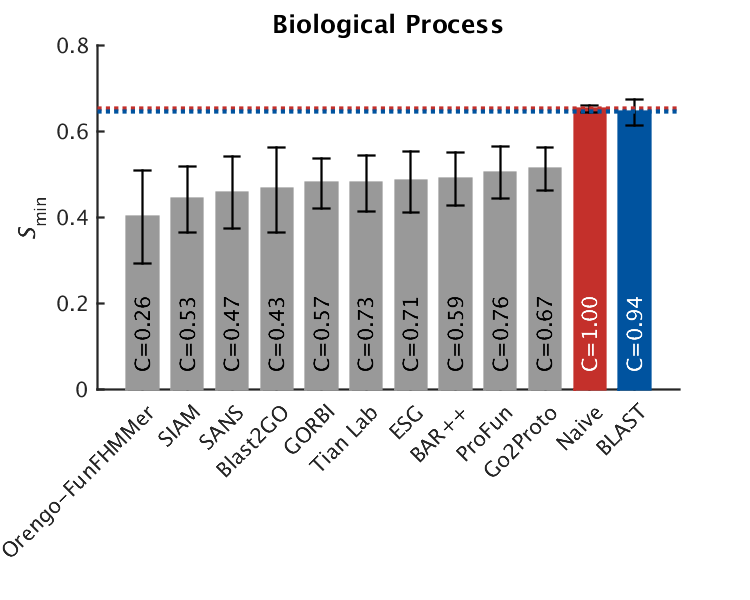 Biological Process
0.8
0.6
0.4
0.2
0
Smin
C=0.26
C=0.53
C=0.47
C=0.43
C=0.57
C=0.73
C=0.71
C=0.59
C=0.76
C=0.67
C=1.00
C=0.94
Orengo-FunFHMMer
SIAM
SANS
Blast2GO
GORBI
Tian Lab
ESG
BAR++
ProFun
Go2Proto
Naive
BLAST